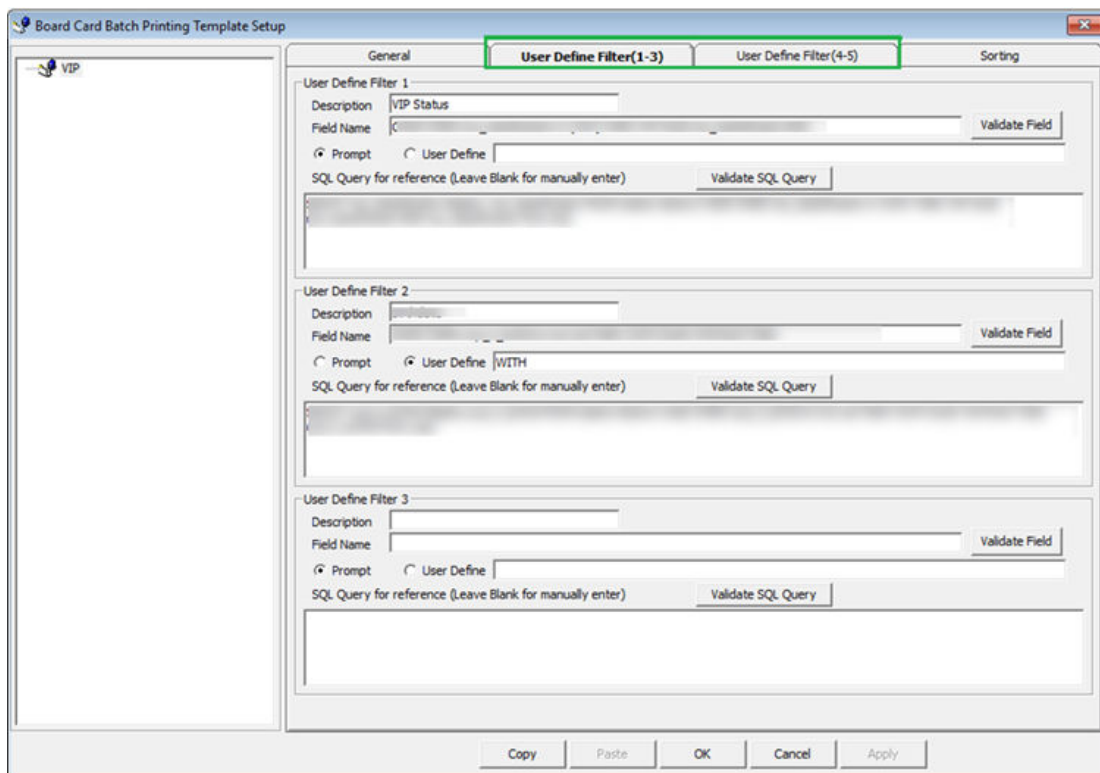 Board Card Batch Printing Template Setup
VIP
General User Define Filter(1-3) User Define Filter(4-5) Sorting
User Define Filter 1
Description VIP Status
Field Name Validate Field
Prompt User Define
SQL Query for reference (Leave Blank for manually enter) Validate SQL Query
User Define Filter 2
Description
Field Name Validate Field
Prompt User Define WITH
SQL Query for reference (Leave Blank for manually enter) Validate SQL Query
User Define Filter 3
Description
Field Name Validate Field
Prompt User Define
SQL Query for reference (Leave Blank for manually enter) Validate SQL Query
Copy Paste OK Cancel Apply